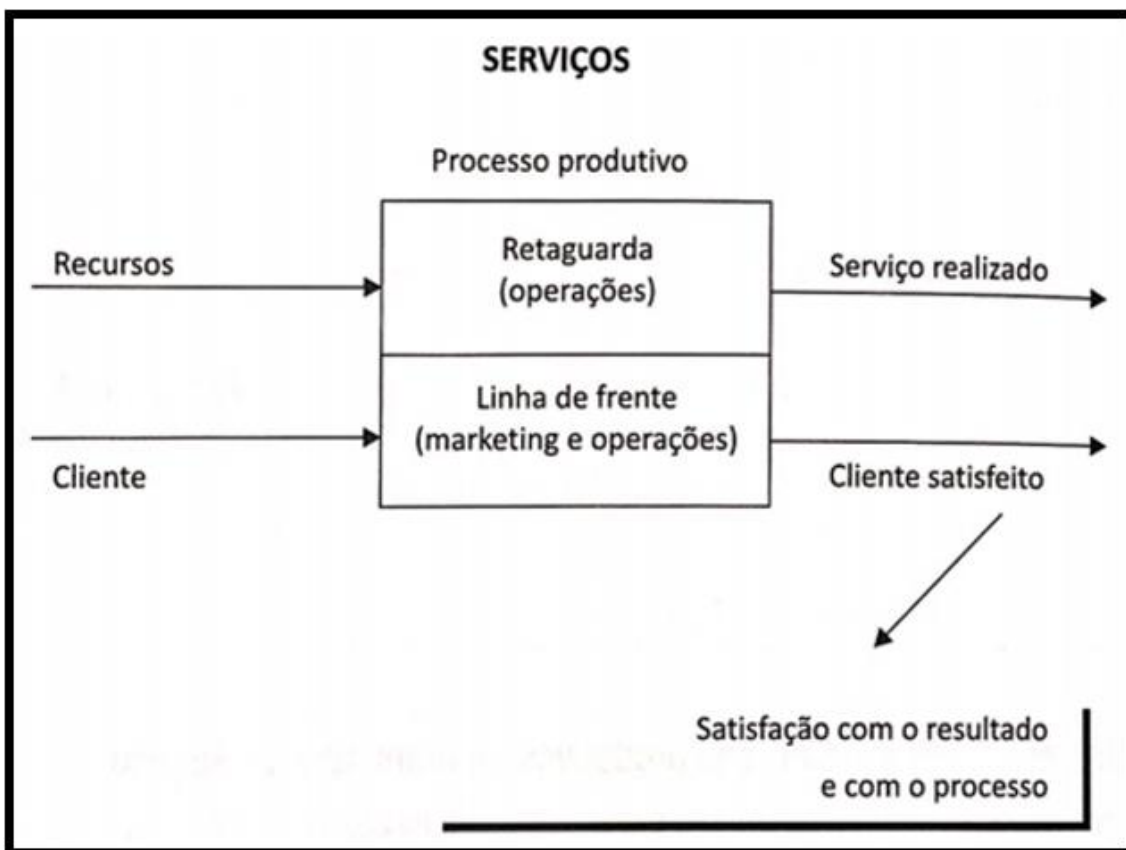 SERVIÇOS
Processo produtivo
Recursos
Retaguarda
(operações)
Serviço realizado
Cliente
Linha de frente
(marketing e operações)
Cliente satisfeito
Satisfação com o resultado
e com o processo